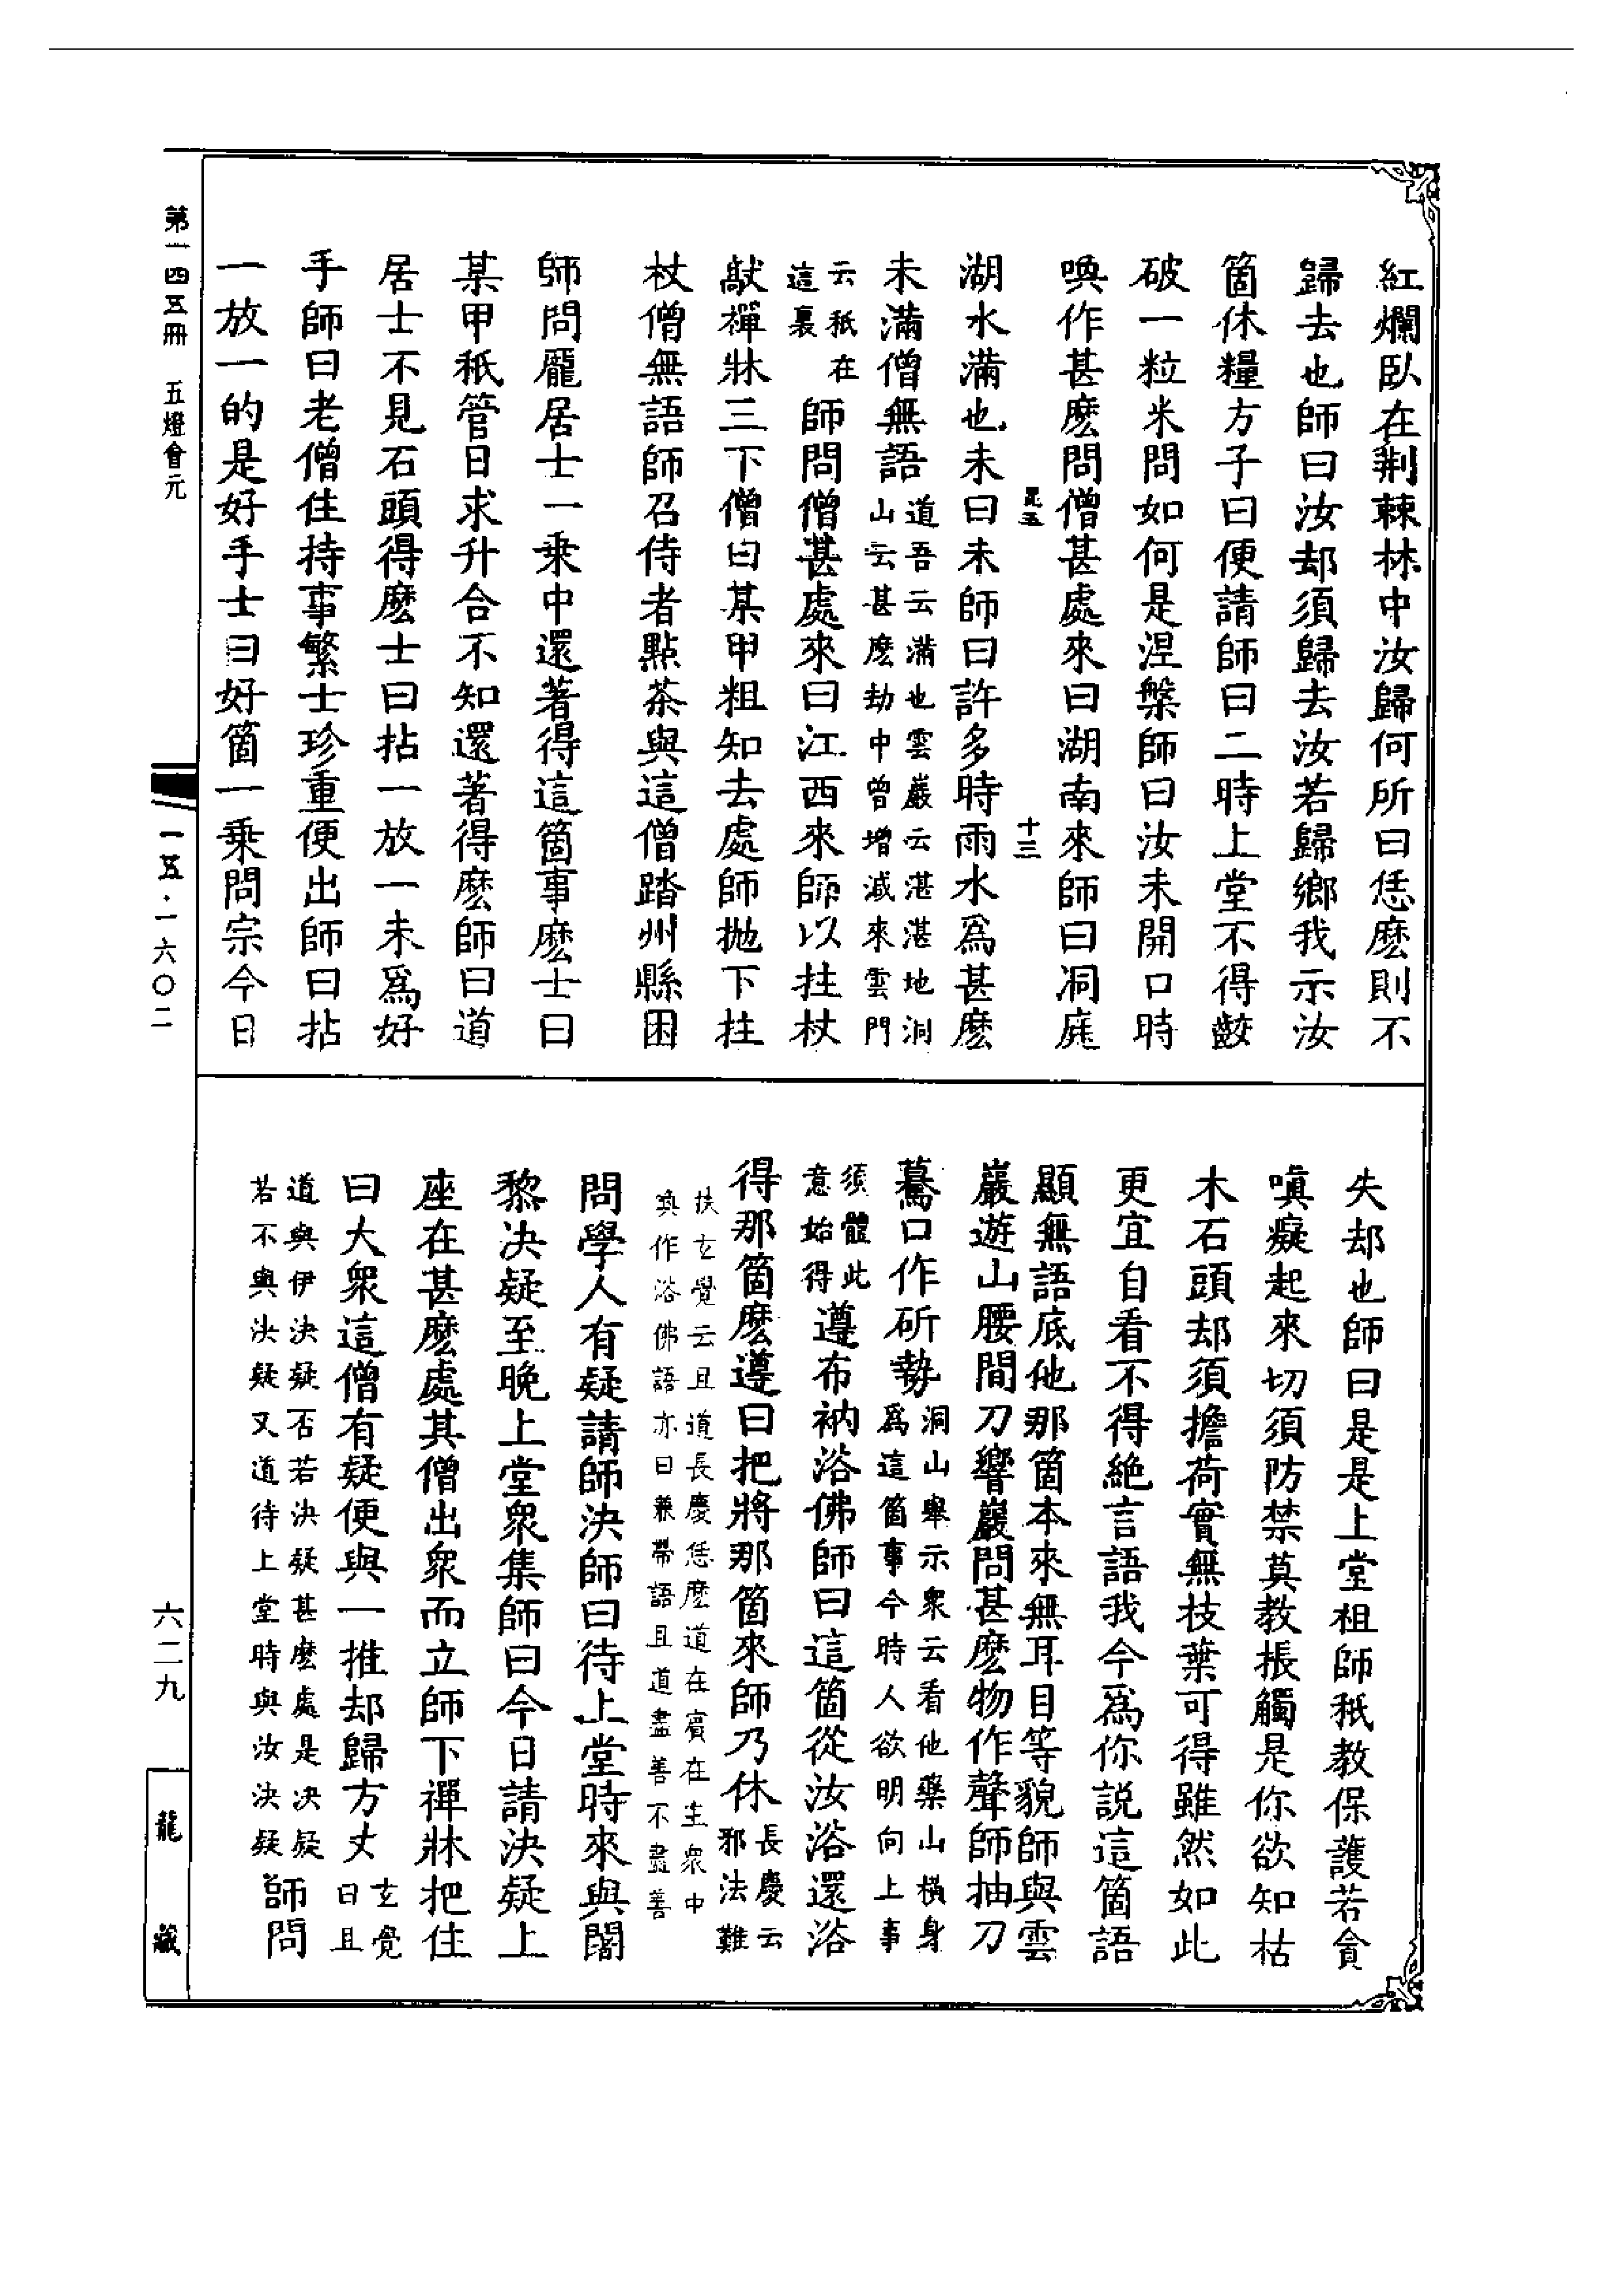 紅爛臥在荆棘林中汝歸何所曰恁麽則不
歸去也師曰汝却須歸去汝若歸鄉我示汝
箇休糧方子曰便請師曰二時上堂不得齩
破一粒米問如何是涅槃師曰汝未開口時
喚作甚麽問僧甚處來曰湖南來師曰洞庭
昆五 十三
湖水滿也未曰未師曰許多時雨水爲甚麽
未滿僧無語道吾云滿也雲巖云湛湛地洞山云甚麽劫中曾增減來雲門
云秖在這裏師問僧甚處來曰江西來師以拄杖
敲禪牀三下僧曰某甲粗知去處師拋下拄
杖僧無語師召侍者點茶與這僧踏州縣困
師問龐居士一乘中還著得這箇事麽士曰
某甲秖管日求升合不知還著得麽師曰道
居士不見石頭得麽士曰拈一放一未爲好
手師曰老僧住持事繁士珍重便出師曰拈
一放一的是好手士曰好箇一乘問宗今日
失却也師曰是是上堂祖師秖教保護若貪
嗔癡起來切須防禁莫教掁觸是你欲知枯
木石頭却須擔荷實無枝葉可得雖然如此
更宜自看不得絶言語我今爲你説這箇語
顯無語底他那箇本來無耳目等貌師與雲
巖遊山腰間刀響巖問甚麽物作聲師抽刀
驀口作斫勢洞山舉示衆云看他藥山橫身爲這箇事今時人欲明向上事
須體此意始得遵布衲浴佛師曰這箇從汝浴還浴
得那箇麽遵曰把將那箇來師乃休長慶云邪法難
扶玄覺云且道長慶恁麽道在賓在主衆中喚作浴佛語亦曰兼帶語且道盡善不盡善
問學人有疑請師決師曰待上堂時來與闍
黎决疑至晚上堂衆集師曰今日請決疑上
座在甚麽處其僧出衆而立師下禪牀把住
曰大衆這僧有疑便與一推却歸方丈玄覺曰且
道與伊決疑否若決疑甚麽處是决疑若不與决疑又道待上堂時與汝决疑師問
第一四五冊 五燈會元
一五·一六〇二
六二九
龍藏